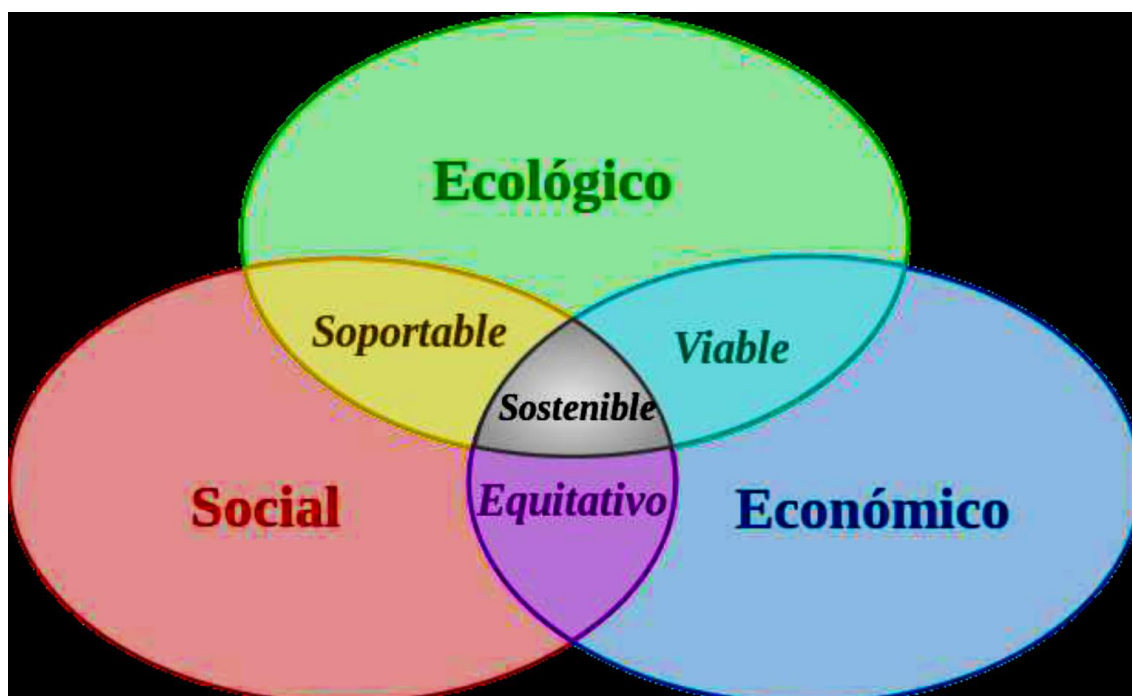 Ecológico
Soportable
Viable
Sostenible
Social
Equitativo
Económico